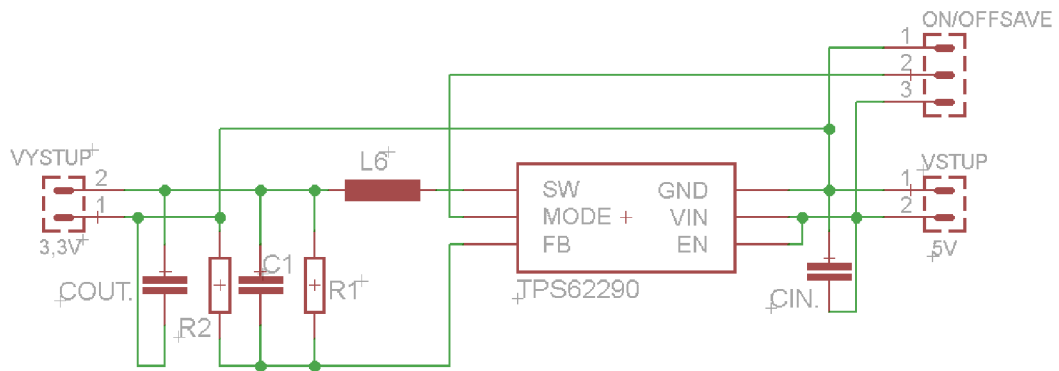 ON/OFFSAVE
1
2
3
VYSTUP
2
1
3,3V
L6
SW
MODE
FB
GND
VIN
EN
TPS62290
VSTUP
1
2
5V
COUT.
R2
C1
R1
CIN.